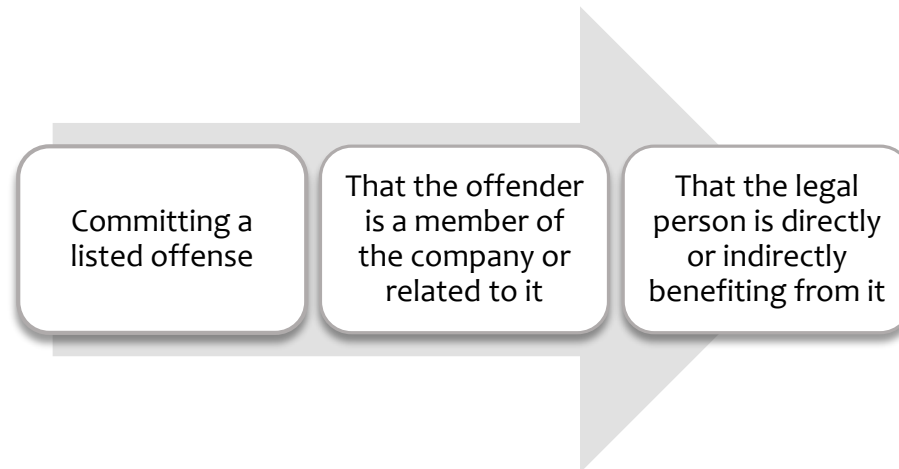 Committing a
listed offense
That the offender
is a member of
the company or
related to it
That the legal
person is directly
or indirectly
benefiting from it